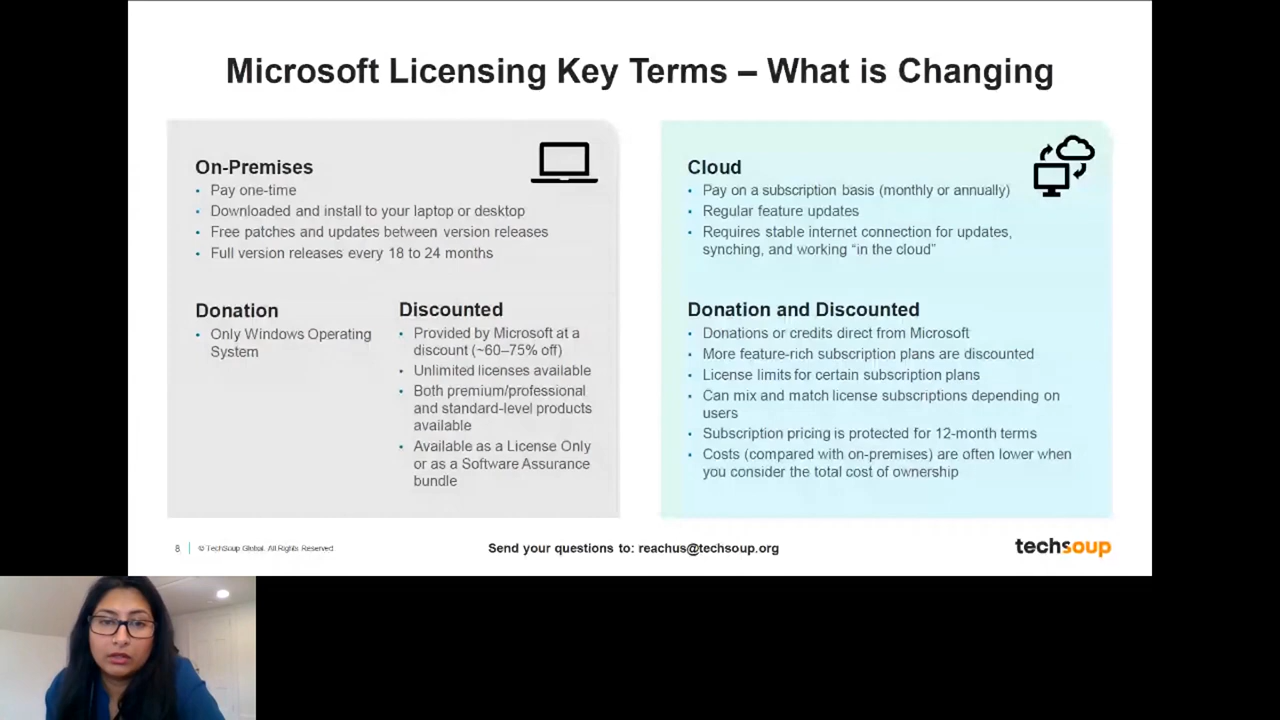 Microsoft Licensing Key Terms – What is Changing
On-Premises
• Pay one-time
• Downloaded and install to your laptop or desktop
• Free patches and updates between version releases
• Full version releases every 18 to 24 months
Donation
• Only Windows Operating
System
Discounted
• Provided by Microsoft at a
discount (~60–75% off)
• Unlimited licenses available
• Both premium/professional
and standard-level products
available
• Available as a License Only
or as a Software Assurance
bundle
Cloud
• Pay on a subscription basis (monthly or annually)
• Regular feature updates
• Requires stable internet connection for updates,
synching, and working “in the cloud”
Donation and Discounted
• Donations or credits direct from Microsoft
• More feature-rich subscription plans are discounted
• License limits for certain subscription plans
• Can mix and match license subscriptions depending on
users
• Subscription pricing is protected for 12-month terms
• Costs (compared with on-premises) are often lower when
you consider the total cost of ownership
8 | © TechSoup Global. All Rights Reserved
Send your questions to: reachus@techsoup.org
techsoup